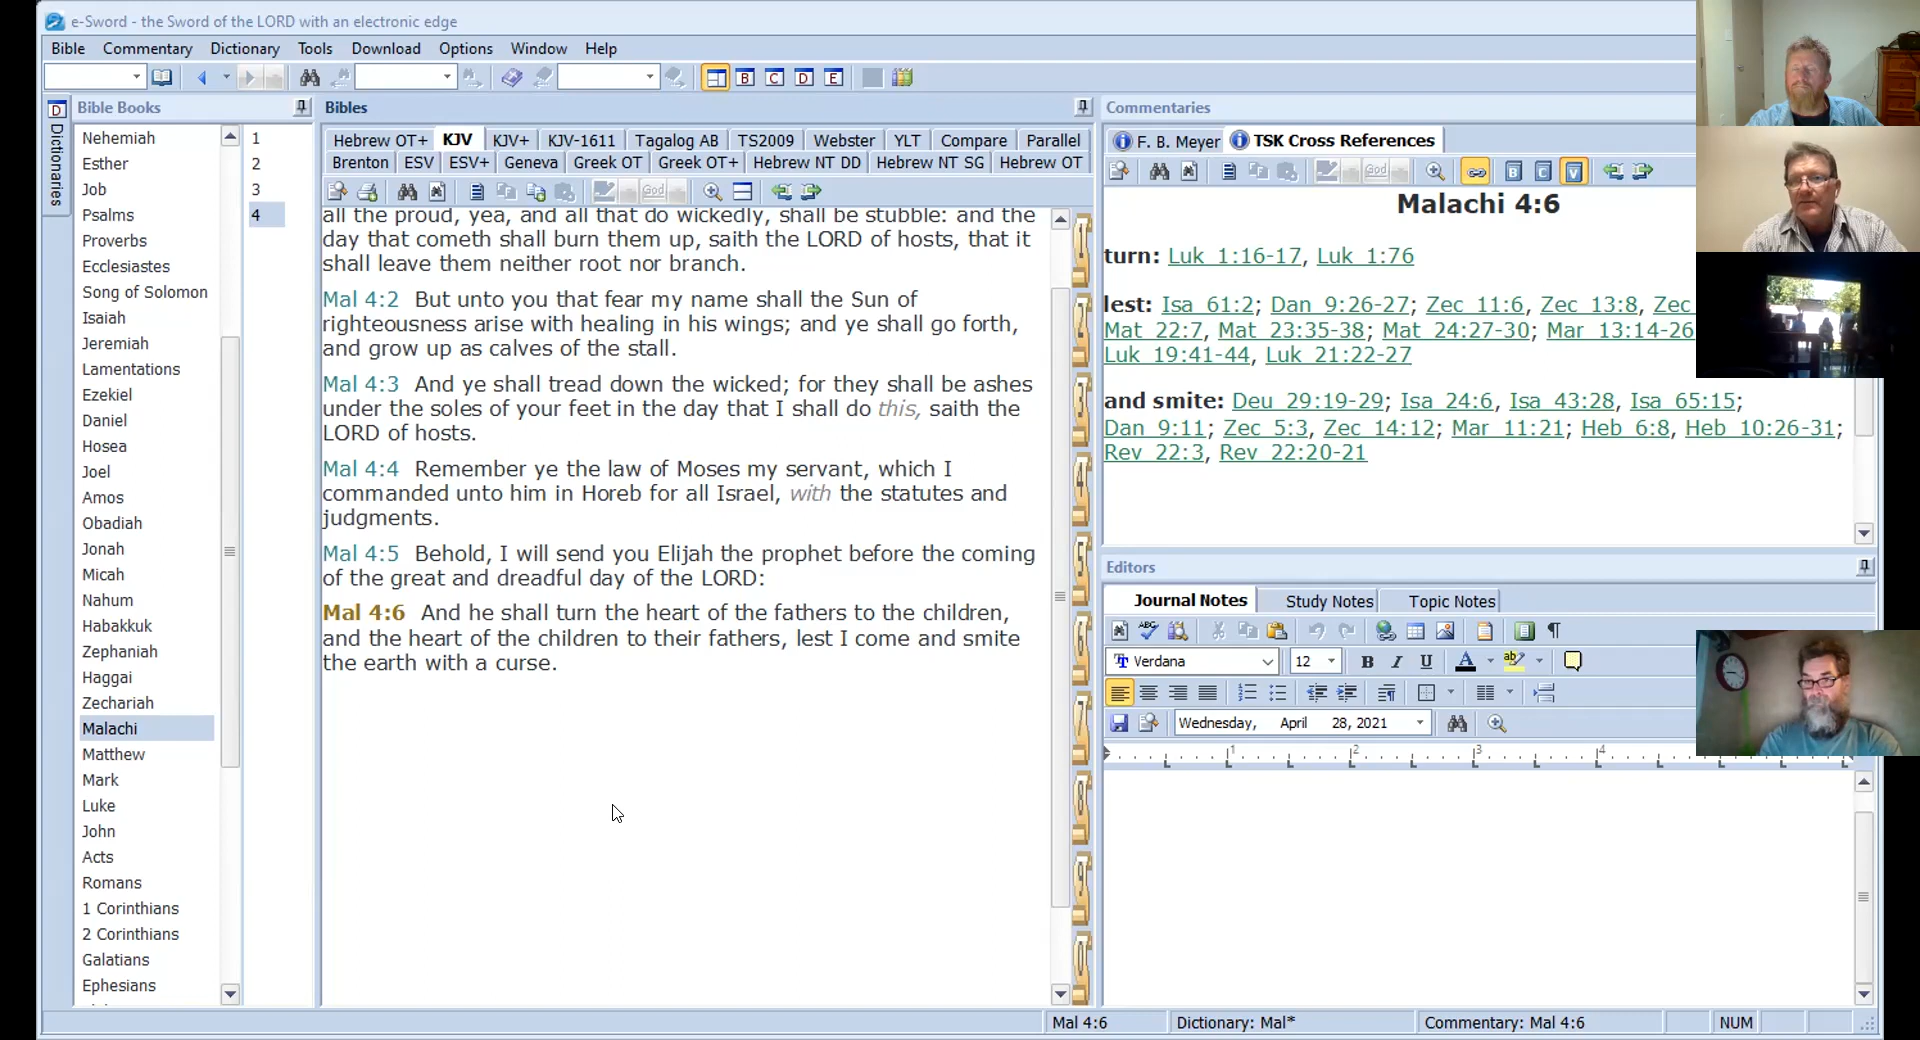 e-Sword - the Sword of the LORD with an electronic edge
Bible Commentary Dictionary Tools Download Options Window Help
B C D E
D Dictionaries
Bible Books
Nehemiah
Esther
Job
Psalms
Proverbs
Ecclesiastes
Song of Solomon
Isaiah
Jeremiah
Lamentations
Ezekiel
Daniel
Hosea
Joel
Amos
Obadiah
Jonah
Micah
Nahum
Habakkuk
Zephaniah
Haggai
Zechariah
Malachi
Matthew
Mark
Luke
John
Acts
Romans
1 Corinthians
2 Corinthians
Galatians
Ephesians
1
2
3
4
Bibles
Hebrew OT+ KJV KJV+ KJV-1611 Tagalog AB TS2009 Webster YLT Compare Parallel
Brenton ESV ESV+ Geneva Greek OT Greek OT+ Hebrew NT DD Hebrew NT SG Hebrew OT
God
all the proud, yea, and all that do wickedly, shall be stubble: and the
day that cometh shall burn them up, saith the LORD of hosts, that it
shall leave them neither root nor branch.
Mal 4:2 But unto you that fear my name shall the Sun of
righteousness arise with healing in his wings; and ye shall go forth,
and grow up as calves of the stall.
Mal 4:3 And ye shall tread down the wicked; for they shall be ashes
under the soles of your feet in the day that I shall do this, saith the
LORD of hosts.
Mal 4:4 Remember ye the law of Moses my servant, which I
commanded unto him in Horeb for all Israel, with the statutes and
judgments.
Mal 4:5 Behold, I will send you Elijah the prophet before the coming
of the great and dreadful day of the LORD:
Mal 4:6 And he shall turn the heart of the fathers to the children,
and the heart of the children to their fathers, lest I come and smite
the earth with a curse.
1
2
3
4
5
6
7
8
9
0
Commentaries
F. B. Meyer TSK Cross References
God B C V
Malachi 4:6
turn: Luk 1:16-17, Luk 1:76
lest: Isa 61:2; Dan 9:26-27; Zec 11:6, Zec 13:8, Zec
Mat 22:7, Mat 23:35-38; Mat 24:27-30; Mar 13:14-26
Luk 19:41-44, Luk 21:22-27
and smite: Deu 29:19-29; Isa 24:6, Isa 43:28, Isa 65:15;
Dan 9:11; Zec 5:3, Zec 14:12; Mar 11:21; Heb 6:8, Heb 10:26-31;
Rev 22:3, Rev 22:20-21
Editors
Journal Notes Study Notes Topic Notes
ABC ¶
Verdana 12 B I U A ab
Wednesday, April 28, 2021
1 2 3 4
Mal 4:6 Dictionary: Mal* Commentary: Mal 4:6 NUM